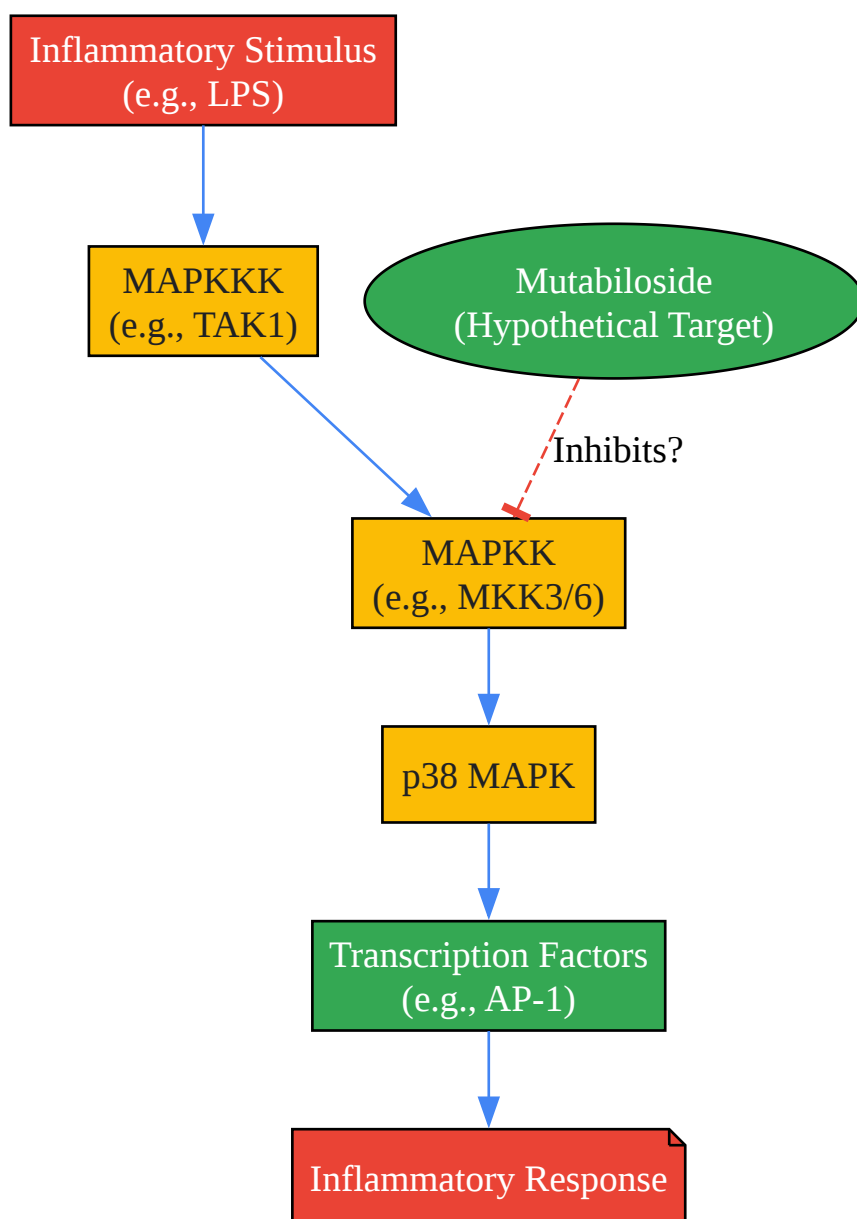 Inflammatory Stimulus
(e.g., LPS)
MAPKKK
(e.g., TAK1)
Mutabiloside
(Hypothetical Target)
Inhibits?
MAPKK
(e.g., MKK3/6)
p38 MAPK
Transcription Factors
(e.g., AP-1)
Inflammatory Response